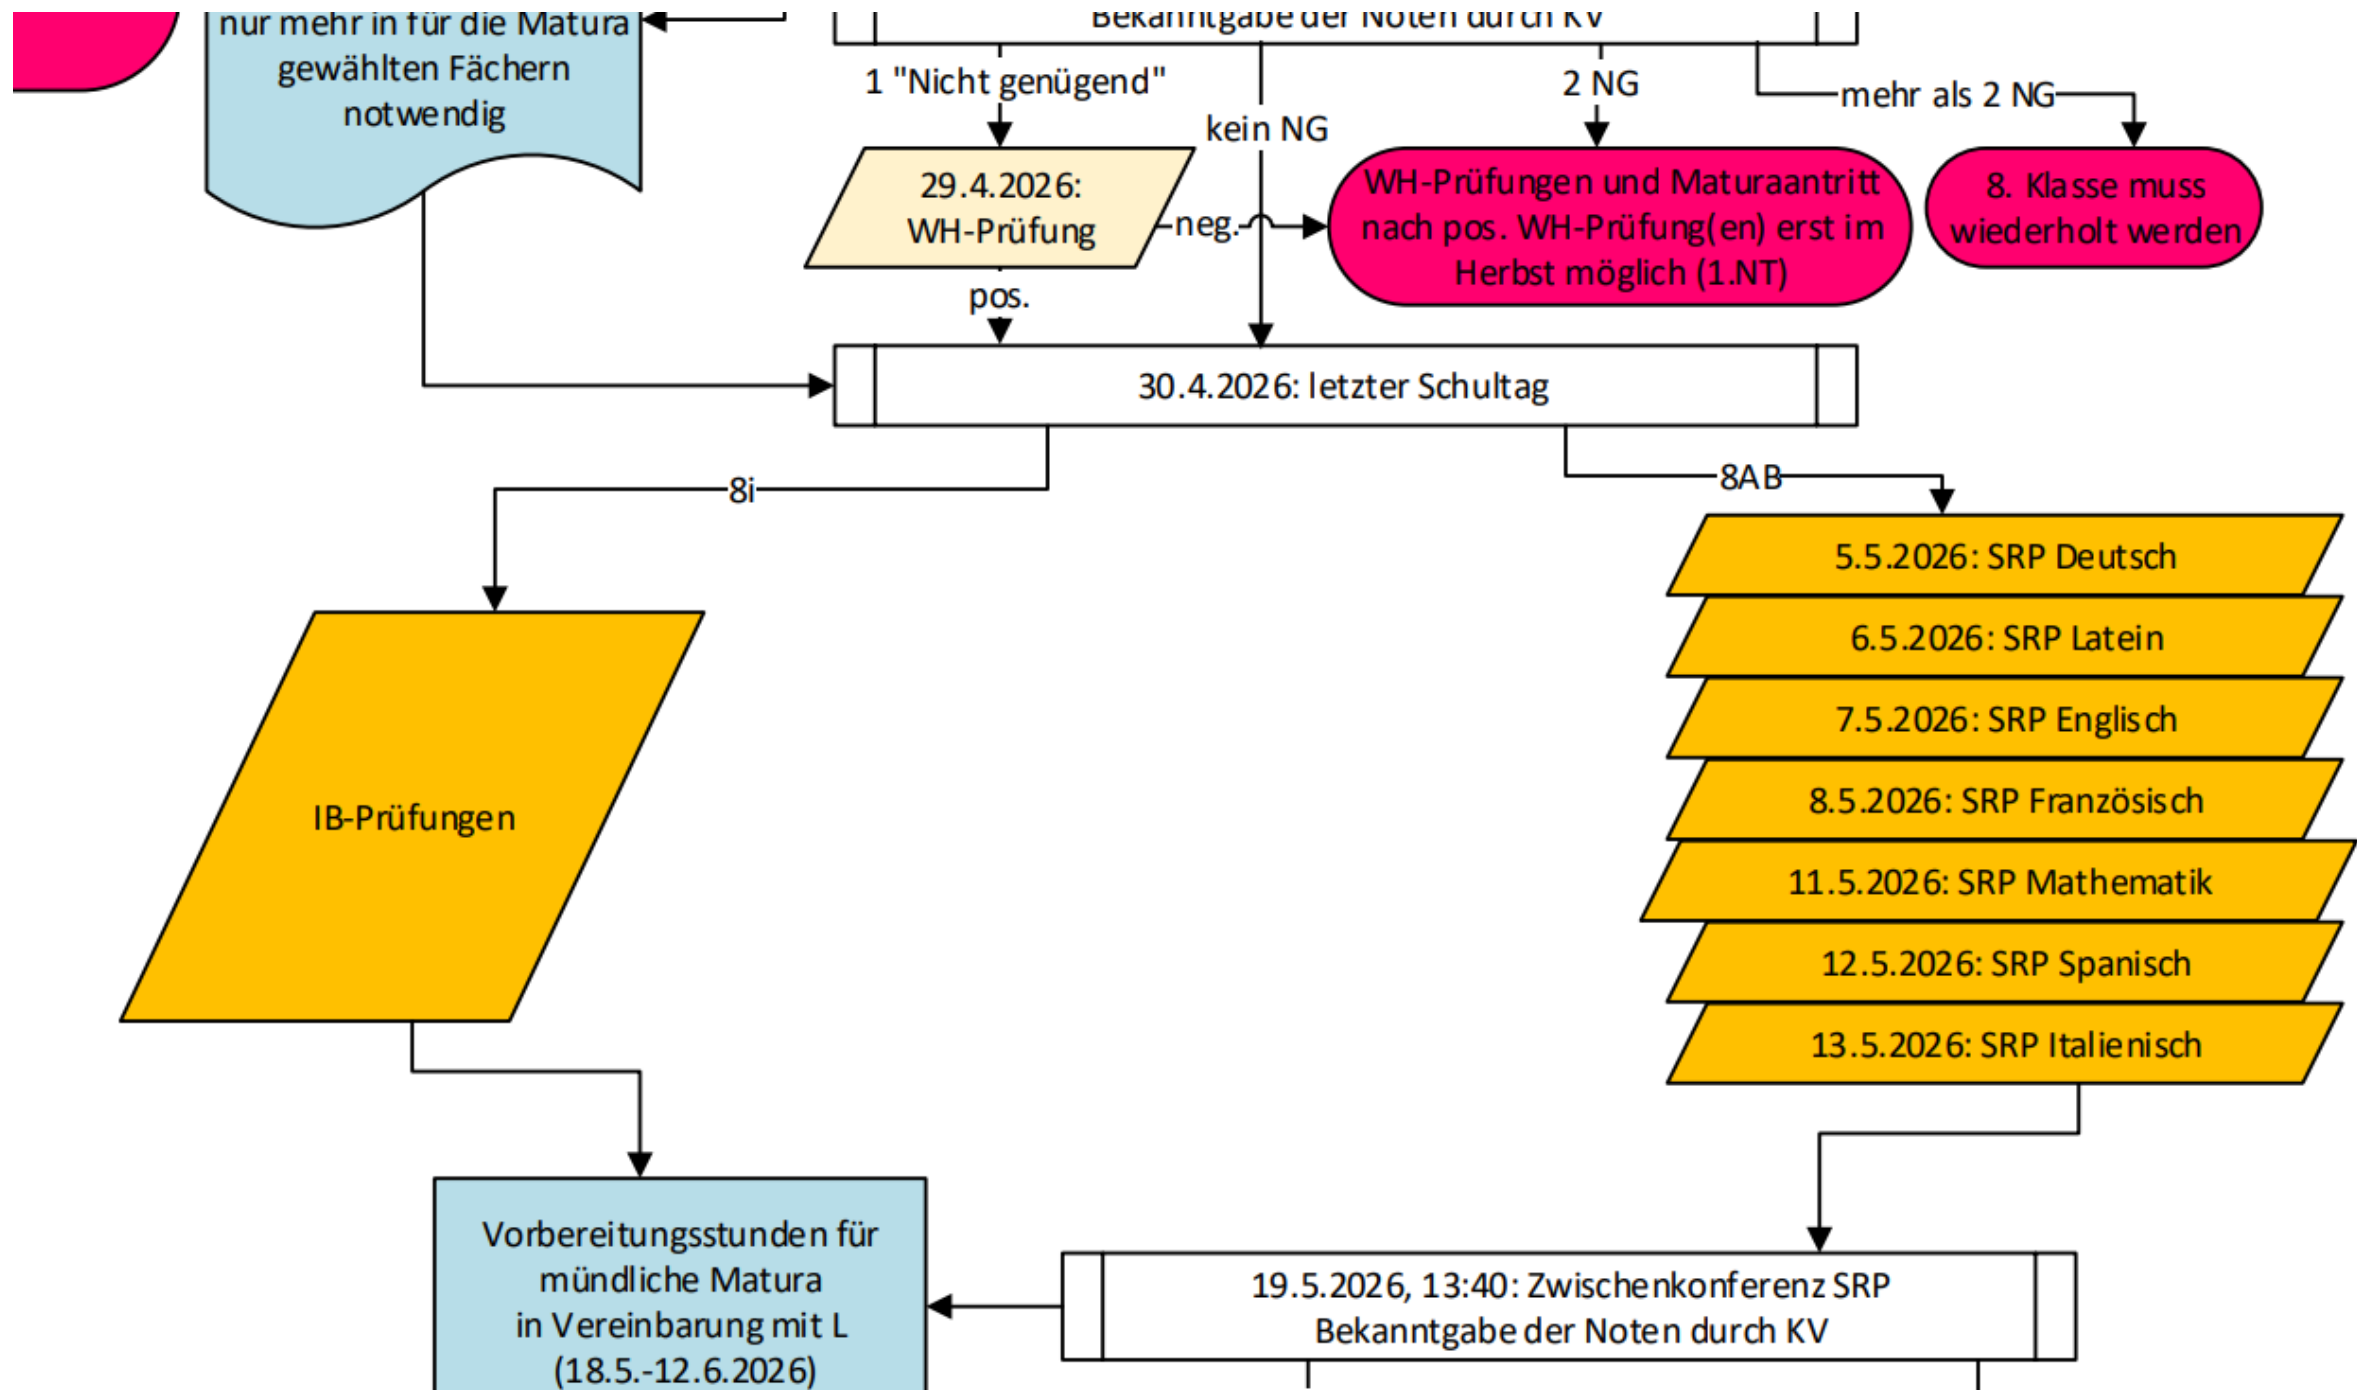 nur mehr in für die Matura
gewählten Fächern
notwendig
Bekanntgabe der Noten durch KV
1 "Nicht genügend"
kein NG
2 NG
mehr als 2 NG
29.4.2026:
WH-Prüfung
neg.
pos.
WH-Prüfungen und Maturaantritt
nach pos. WH-Prüfung(en) erst im
Herbst möglich (1.NT)
8. Klasse muss
wiederholt werden
30.4.2026: letzter Schultag
8i
8AB
5.5.2026: SRP Deutsch
6.5.2026: SRP Latein
7.5.2026: SRP Englisch
8.5.2026: SRP Französisch
11.5.2026: SRP Mathematik
12.5.2026: SRP Spanisch
13.5.2026: SRP Italienisch
IB-Prüfungen
Vorbereitungsstunden für
mündliche Matura
in Vereinbarung mit L
(18.5.-12.6.2026)
19.5.2026, 13:40: Zwischenkonferenz SRP
Bekanntgabe der Noten durch KV